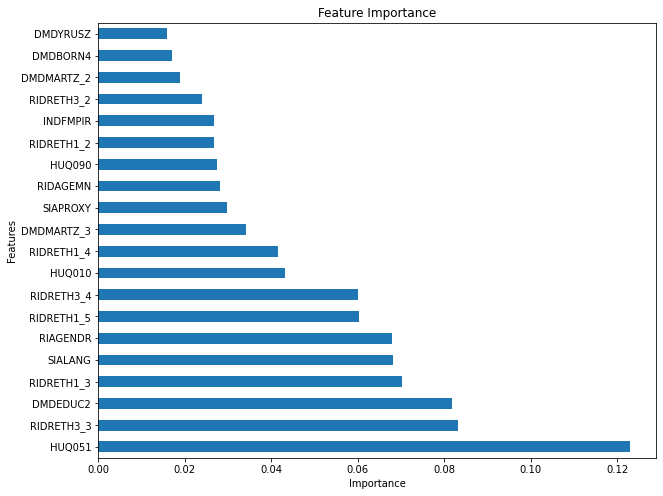 Feature Importance
Features
DMDYRUSZ
DMDBORN4
DMDMARTZ_2
RIDRETH3_2
INDFMPIR
RIDRETH1_2
HUQ090
RIDAGEMN
SIAPROXY
DMDMARTZ_3
RIDRETH1_4
HUQ010
RIDRETH3_4
RIDRETH1_5
RIAGENDR
SIALANG
RIDRETH1_3
DMDEDUC2
RIDRETH3_3
HUQ051
0.00 0.02 0.04 0.06 0.08 0.10 0.12
Importance